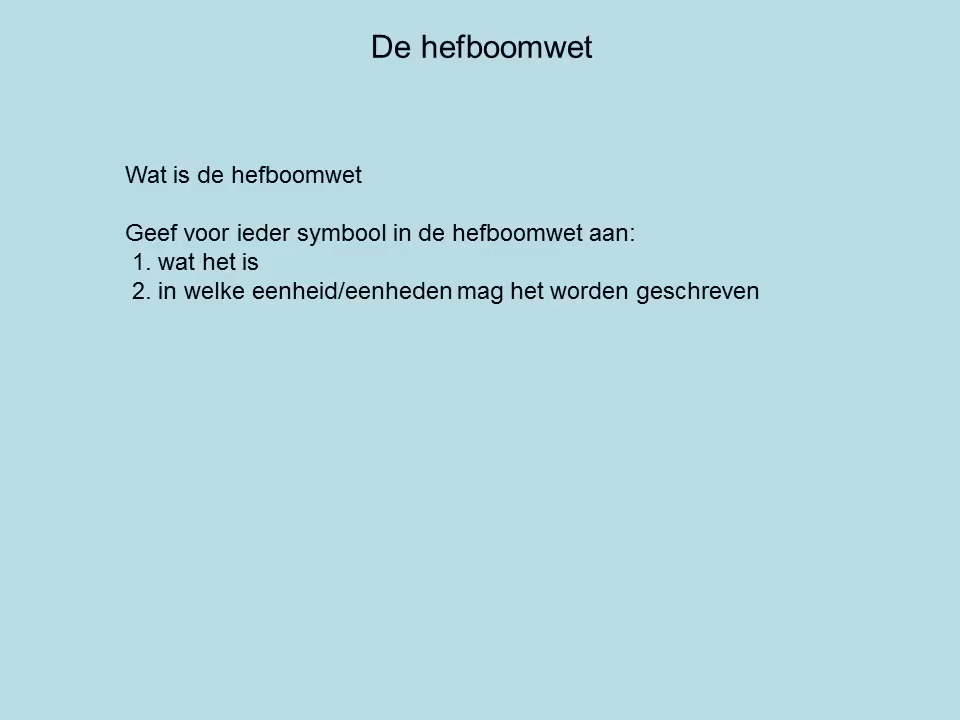 De hefboomwet
Wat is de hefboomwet
Geef voor ieder symbool in de hefboomwet aan:
1. wat het is
2. in welke eenheid/eenheden mag het worden geschreven